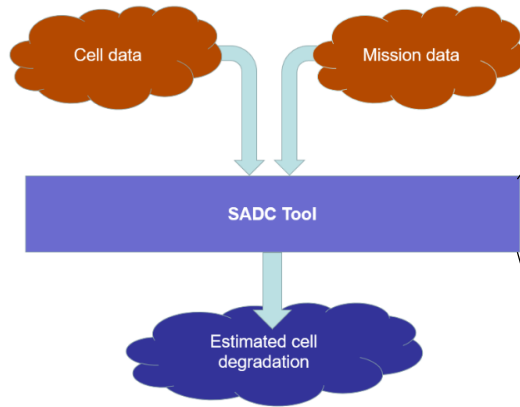 Cell data
Mission data
SADC Tool
Estimated cell
degradation